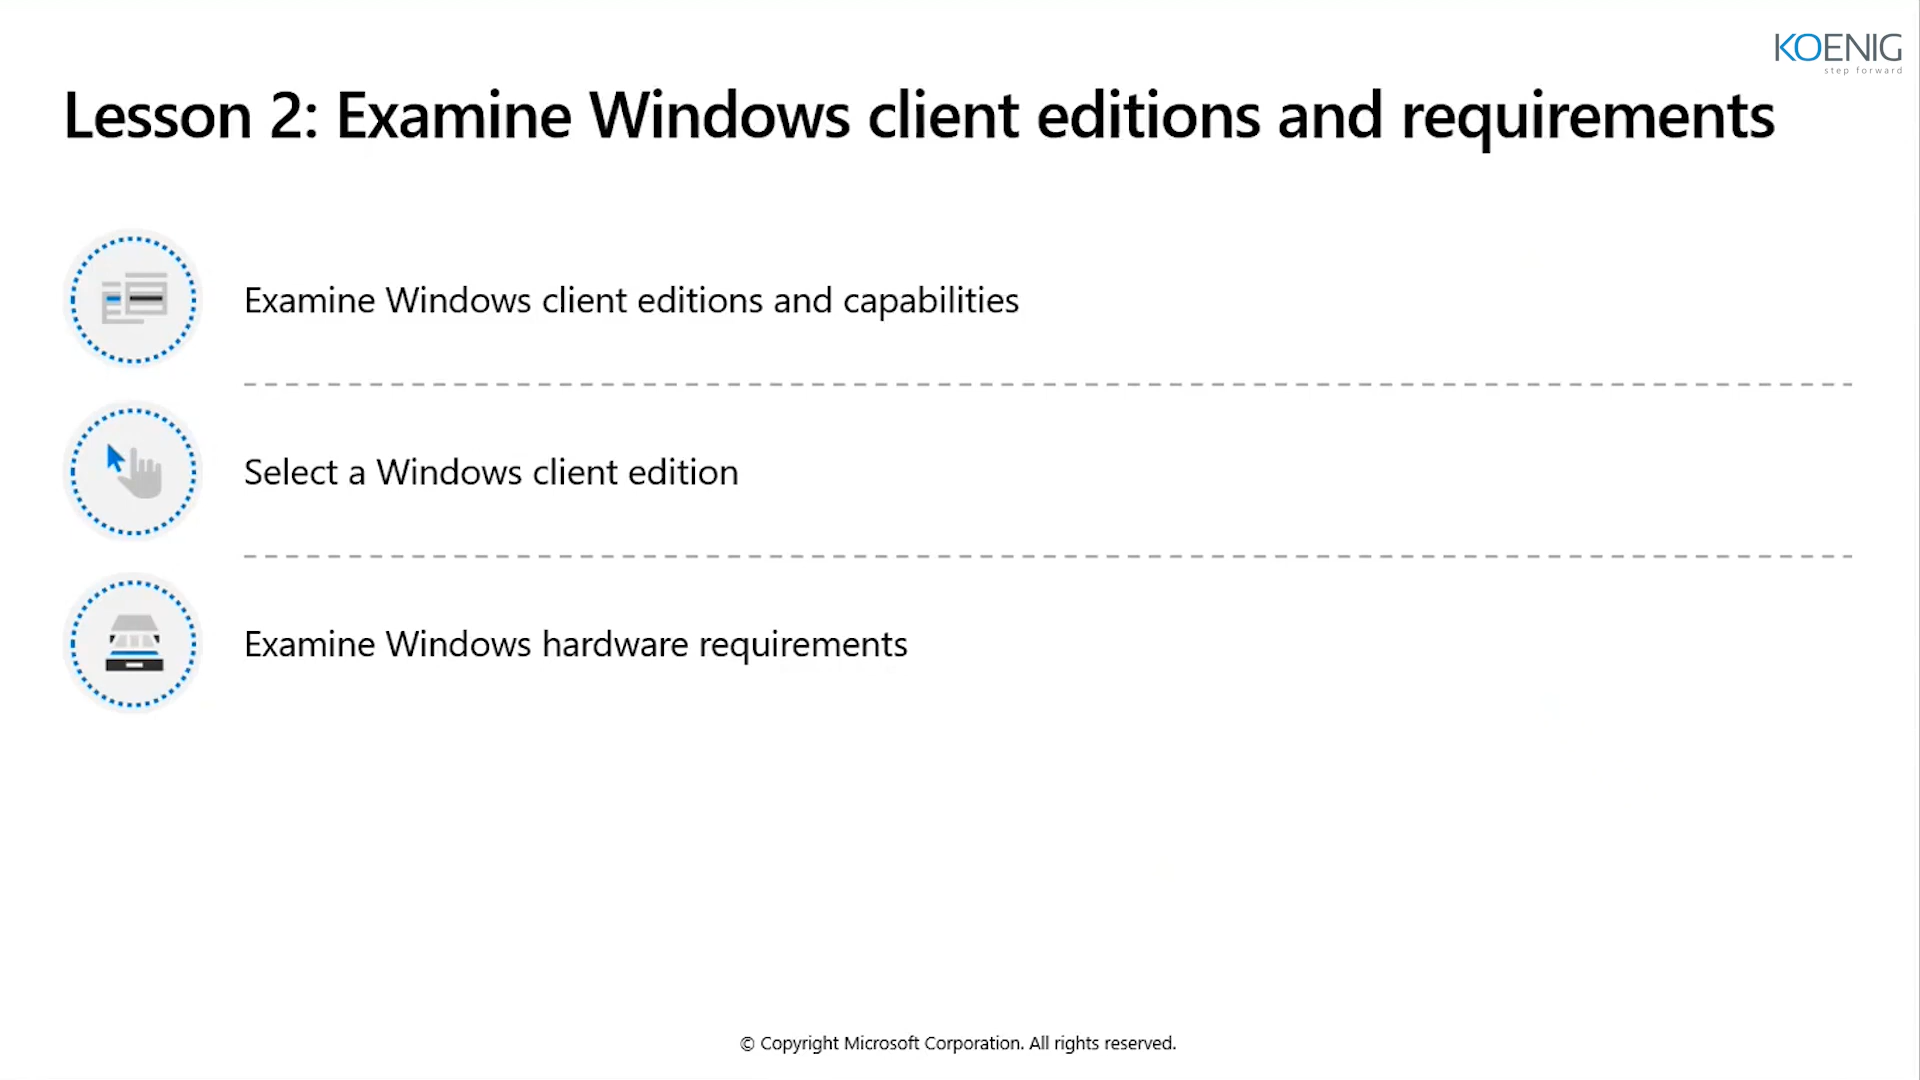 KOENIG
step forward
Lesson 2: Examine Windows client editions and requirements
Examine Windows client editions and capabilities
Select a Windows client edition
Examine Windows hardware requirements
© Copyright Microsoft Corporation. All rights reserved.